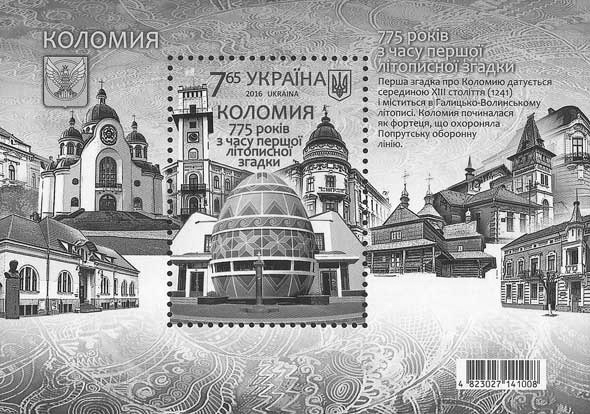 КОЛОМИЯ
775 років
з часу першої
літописної згадки
Перша згадка про Коломию датується
серединою XIII століття (1241)
і міститься в Галицько-Волинському
літописі. Коломия починалася
як фортеця, що охороняла
Попрутську оборонну
лінію.
7,65 УКРАЇНА
2016 UKRAINA
КОЛОМИЯ
775 років
з часу першої
літописної
згадки
4 823027 141008